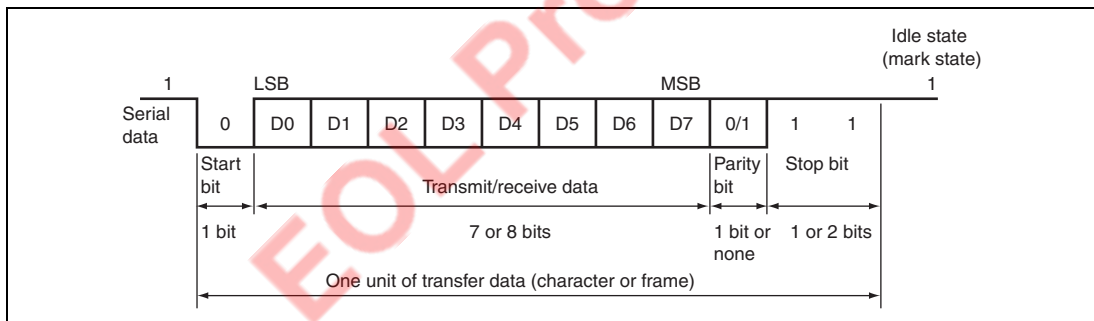 Idle state
(mark state)
1 LSB MSB 1
Serial
data
0 D0 D1 D2 D3 D4 D5 D6 D7 0/1 1 1
Start
bit
Transmit/receive data
Parity
bit
Stop bit
1 bit
7 or 8 bits
1 bit or
none
1 or 2 bits
One unit of transfer data (character or frame)
EOL Pro